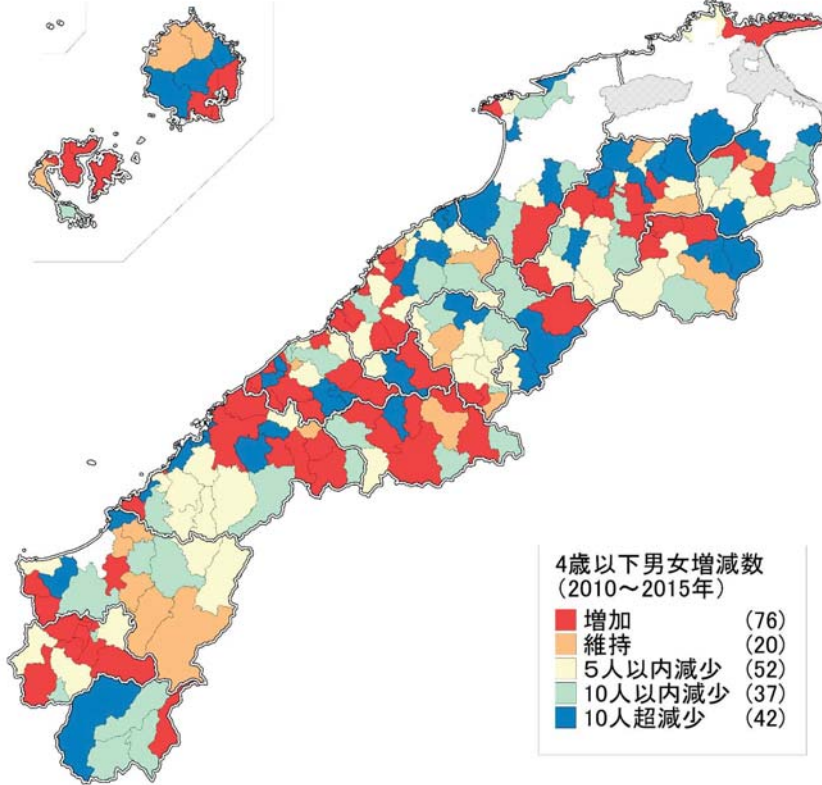 4歳以下男女増減数
(2010～2015年)
増加 (76)
維持 (20)
5人以内減少 (52)
10人以内減少 (37)
10人超減少 (42)